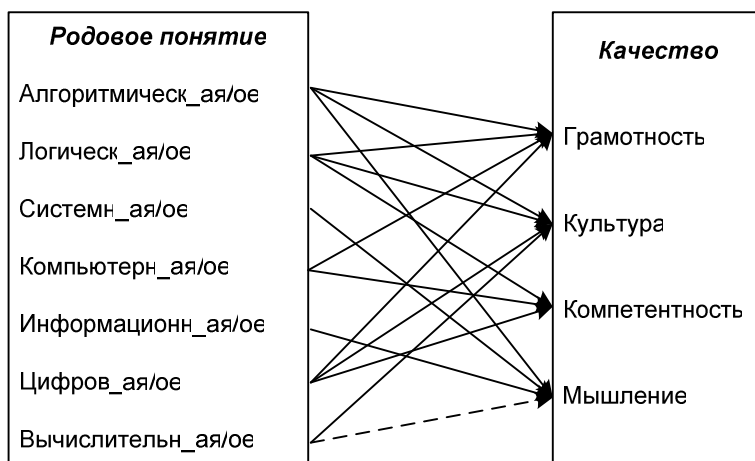 Родовое понятие
Алгоритмическ_ая/ое
Логическ_ая/ое
Системн_ая/ое
Компьютерн_ая/ое
Информационн_ая/ое
Цифров_ая/ое
Вычислительн_ая/ое
Качество
Грамотность
Культура
Компетентность
Мышление